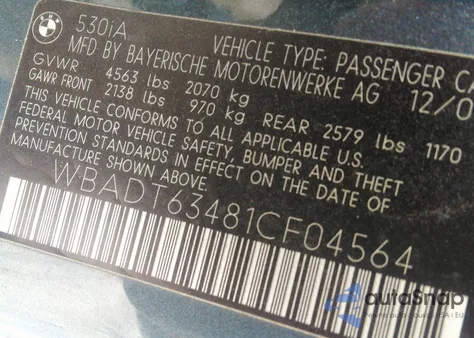 530iA
VEHICLE TYPE: PASSENGER C
MFD BY BAYERISCHE MOTORENWERKE AG 12/0
GVWR 4563 lbs 2070 kg
GAWR FRONT 2138 lbs 970 kg REAR 2579 lbs 1170
THIS VEHICLE CONFORMS TO ALL APPLICABLE U.S.
FEDERAL MOTOR VEHICLE SAFETY, BUMPER AND THEFT
PREVENTION STANDARDS IN EFFECT ON THE DATE OF
MANUFACTURE SHOWN ABOVE.
WBADT63481CF04564
autoSnap